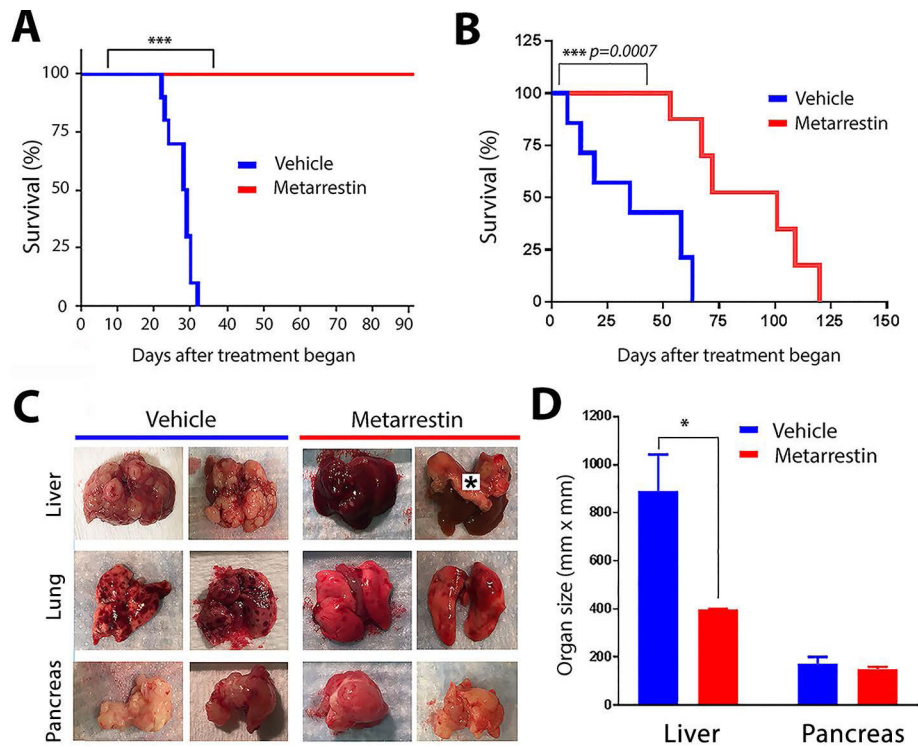 A
***
100
75
50
25
0
Survival (%)
Vehicle
Metarrestin
0 10 20 30 40 50 60 70 80 90
Days after treatment began
B
*** p=0.0007
125
100
75
50
25
0
Survival (%)
Vehicle
Metarrestin
0 25 50 75 100 125 150
Days after treatment began
C
Vehicle Metarrestin
Liver
*
Lung
Pancreas
D
1200
1000
800
600
400
200
0
Organ size (mm x mm)
*
Vehicle
Metarrestin
Liver Pancreas